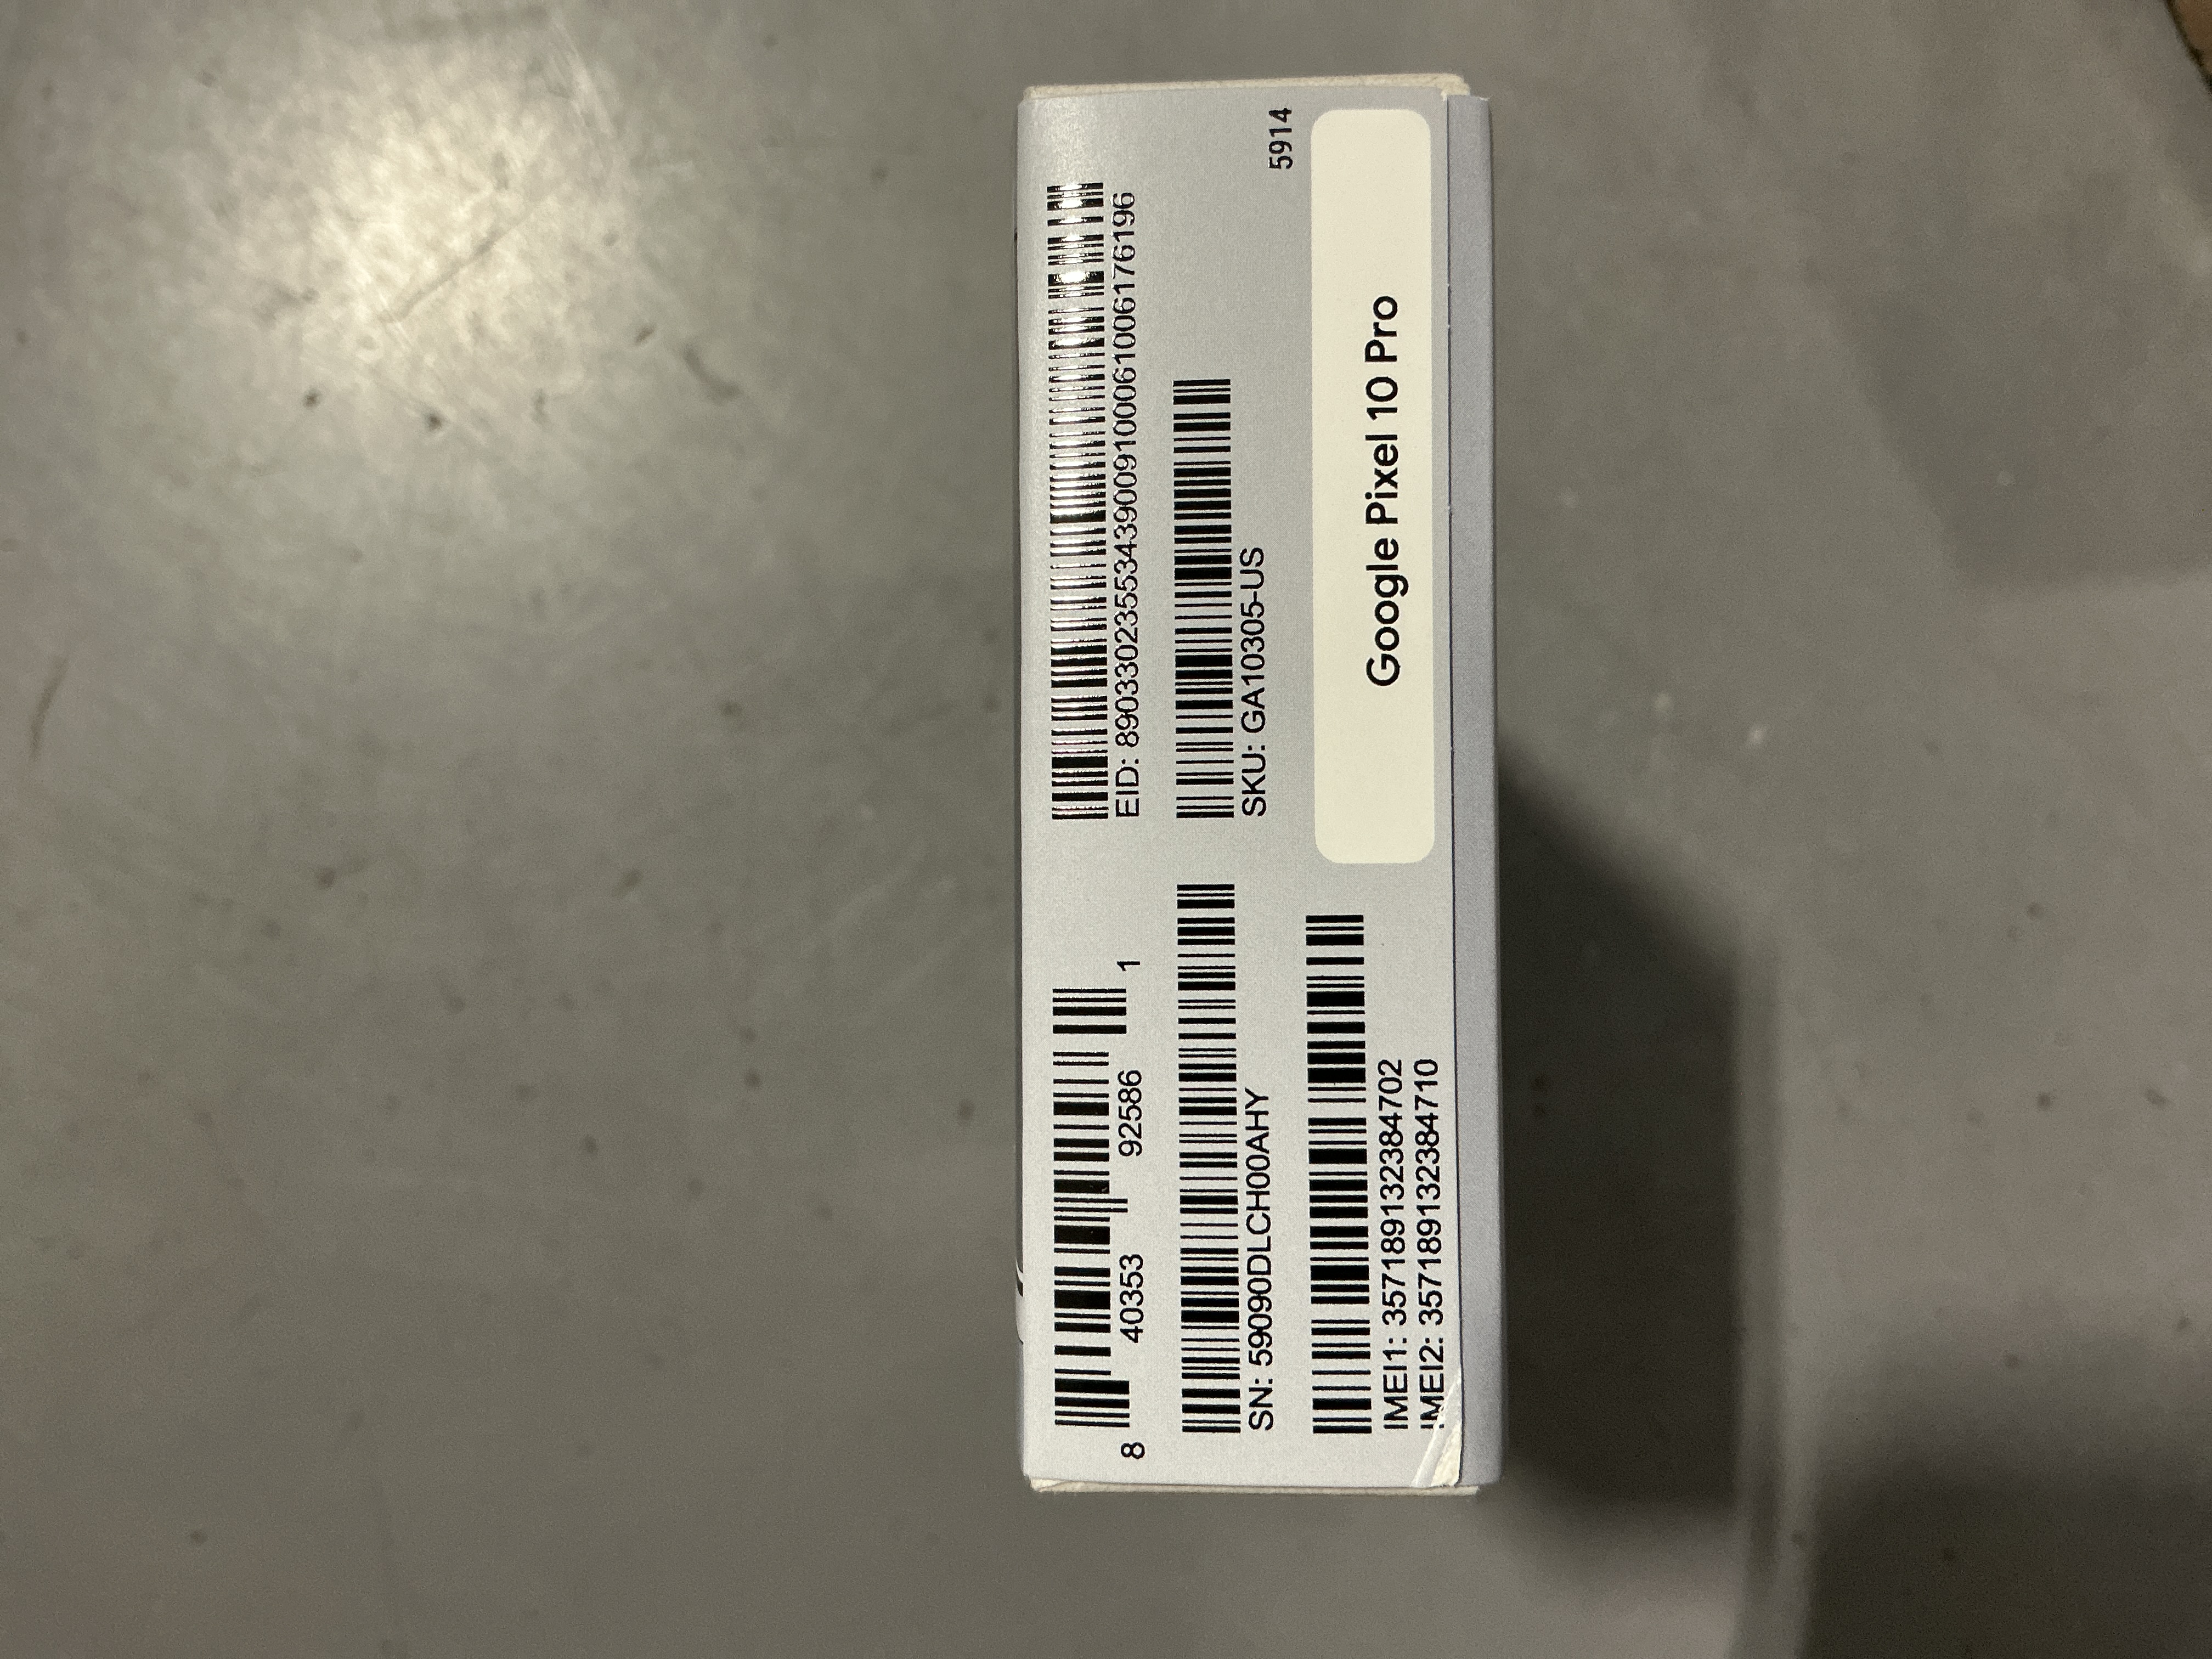 8 40353 92586 1
EID: 89033023553439009100061006176196
SN: 59090DLCH00AHY
SKU: GA10305-US
5914
IMEI1: 357189132384702
IMEI2: 357189132384710
Google Pixel 10 Pro